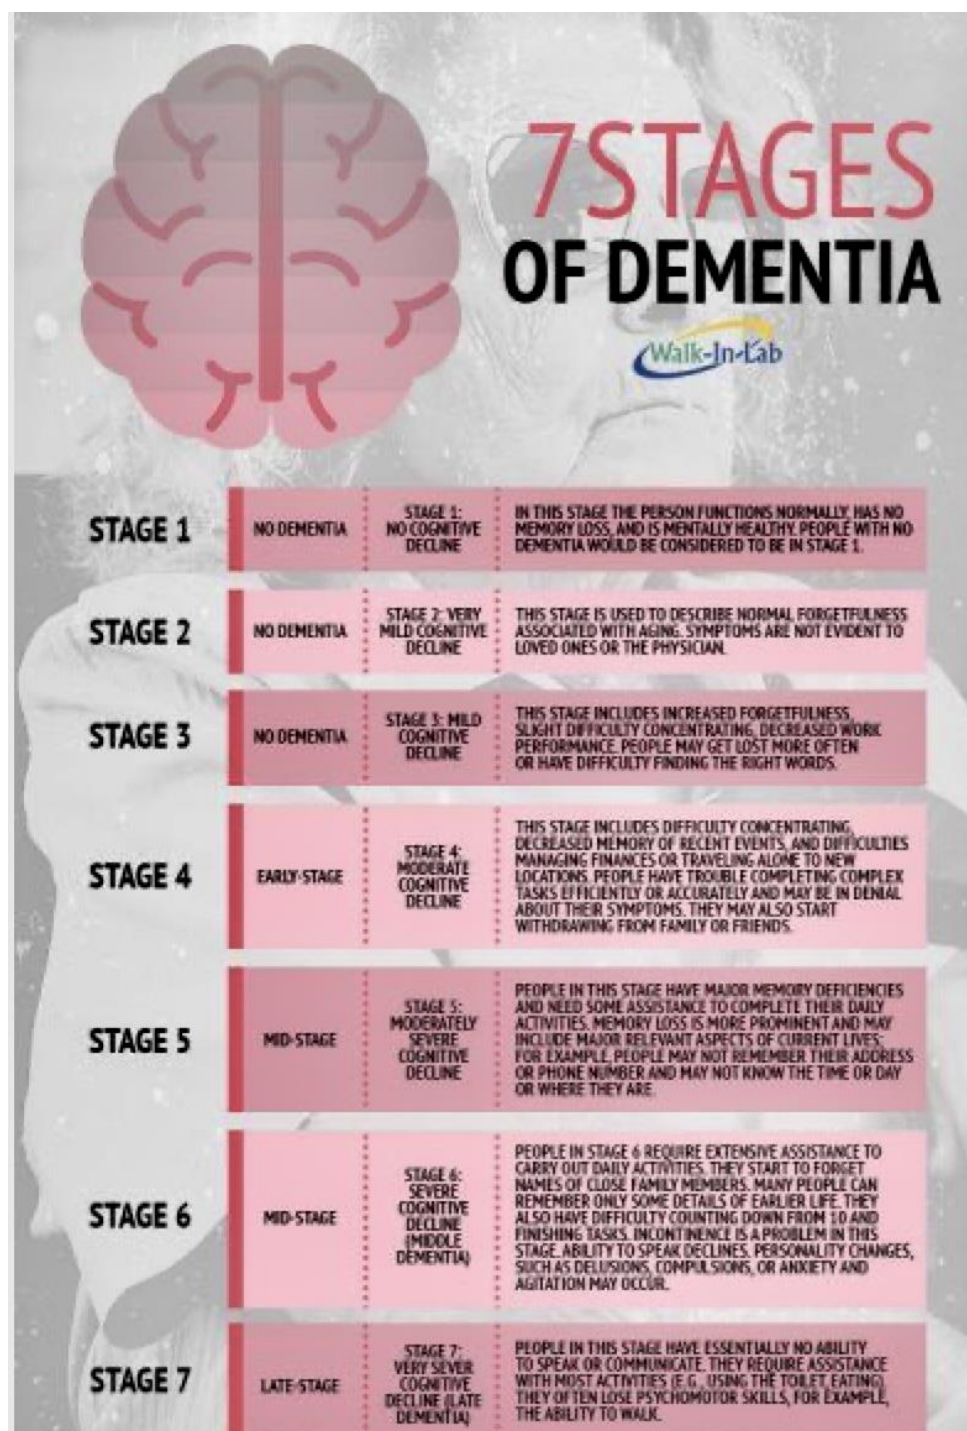 7STAGES
OF DEMENTIA
Walk-In-Lab
STAGE 1
NO DEMENTIA
STAGE 1:
NO COGNITIVE
DECLINE
IN THIS STAGE THE PERSON FUNCTIONS NORMALLY, HAS NO
MEMORY LOSS, AND IS MENTALLY HEALTHY. PEOPLE WITH NO
DEMENTIA WOULD BE CONSIDERED TO BE IN STAGE 1.
STAGE 2
NO DEMENTIA
STAGE 2: VERY
MILD COGNITIVE
DECLINE
THIS STAGE IS USED TO DESCRIBE NORMAL FORGETFULNESS
ASSOCIATED WITH AGING. SYMPTOMS ARE NOT EVIDENT TO
LOVED ONES OR THE PHYSICIAN.
STAGE 3
NO DEMENTIA
STAGE 3: MILD
COGNITIVE
DECLINE
THIS STAGE INCLUDES INCREASED FORGETFULNESS,
SLIGHT DIFFICULTY CONCENTRATING, DECREASED WORK
PERFORMANCE. PEOPLE MAY GET LOST MORE OFTEN
OR HAVE DIFFICULTY FINDING THE RIGHT WORDS.
STAGE 4
EARLY-STAGE
STAGE 4:
MODERATE
COGNITIVE
DECLINE
THIS STAGE INCLUDES DIFFICULTY CONCENTRATING,
DECREASED MEMORY OF RECENT EVENTS, AND DIFFICULTIES
MANAGING FINANCES OR TRAVELING ALONE TO NEW
LOCATIONS. PEOPLE HAVE TROUBLE COMPLETING COMPLEX
TASKS EFFICIENTLY OR ACCURATELY AND MAY BE IN DENIAL
ABOUT THEIR SYMPTOMS. THEY MAY ALSO START
WITHDRAWING FROM FAMILY OR FRIENDS.
STAGE 5
MID-STAGE
STAGE 5:
MODERATELY
SEVERE
COGNITIVE
DECLINE
PEOPLE IN THIS STAGE HAVE MAJOR MEMORY DEFICIENCIES
AND NEED SOME ASSISTANCE TO COMPLETE THEIR DAILY
ACTIVITIES. MEMORY LOSS IS MORE PROMINENT AND MAY
INCLUDE MAJOR RELEVANT ASPECTS OF CURRENT LIVES;
FOR EXAMPLE, PEOPLE MAY NOT REMEMBER THEIR ADDRESS
OR PHONE NUMBER AND MAY NOT KNOW THE TIME OR DAY
OR WHERE THEY ARE.
STAGE 6
MID-STAGE
STAGE 6:
SEVERE
COGNITIVE
DECLINE
(MIDDLE
DEMENTIA)
PEOPLE IN STAGE 6 REQUIRE EXTENSIVE ASSISTANCE TO
CARRY OUT DAILY ACTIVITIES. THEY START TO FORGET
NAMES OF CLOSE FAMILY MEMBERS. MANY PEOPLE CAN
REMEMBER ONLY SOME DETAILS OF EARLIER LIFE. THEY
ALSO HAVE DIFFICULTY COUNTING DOWN FROM 10 AND
FINISHING TASKS. INCONTINENCE IS A PROBLEM IN THIS
STAGE. ABILITY TO SPEAK DECLINES. PERSONALITY CHANGES,
SUCH AS DELUSIONS, COMPULSIONS, OR ANXIETY AND
AGITATION MAY OCCUR.
STAGE 7
LATE-STAGE
STAGE 7:
VERY SEVER
COGNITIVE
DECLINE (LATE
DEMENTIA)
PEOPLE IN THIS STAGE HAVE ESSENTIALLY NO ABILITY
TO SPEAK OR COMMUNICATE. THEY REQUIRE ASSISTANCE
WITH MOST ACTIVITIES (E.G., USING THE TOILET, EATING).
THEY OFTEN LOSE PSYCHOMOTOR SKILLS, FOR EXAMPLE,
THE ABILITY TO WALK.